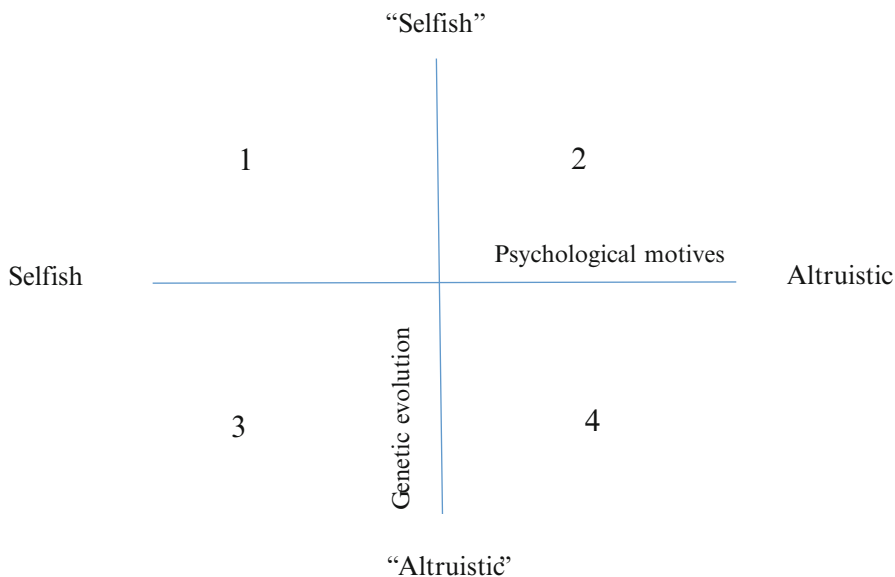 “Selfish”
1
2
Psychological motives
Selfish
Altruistic
Genetic evolution
3
4
“Altruistic”